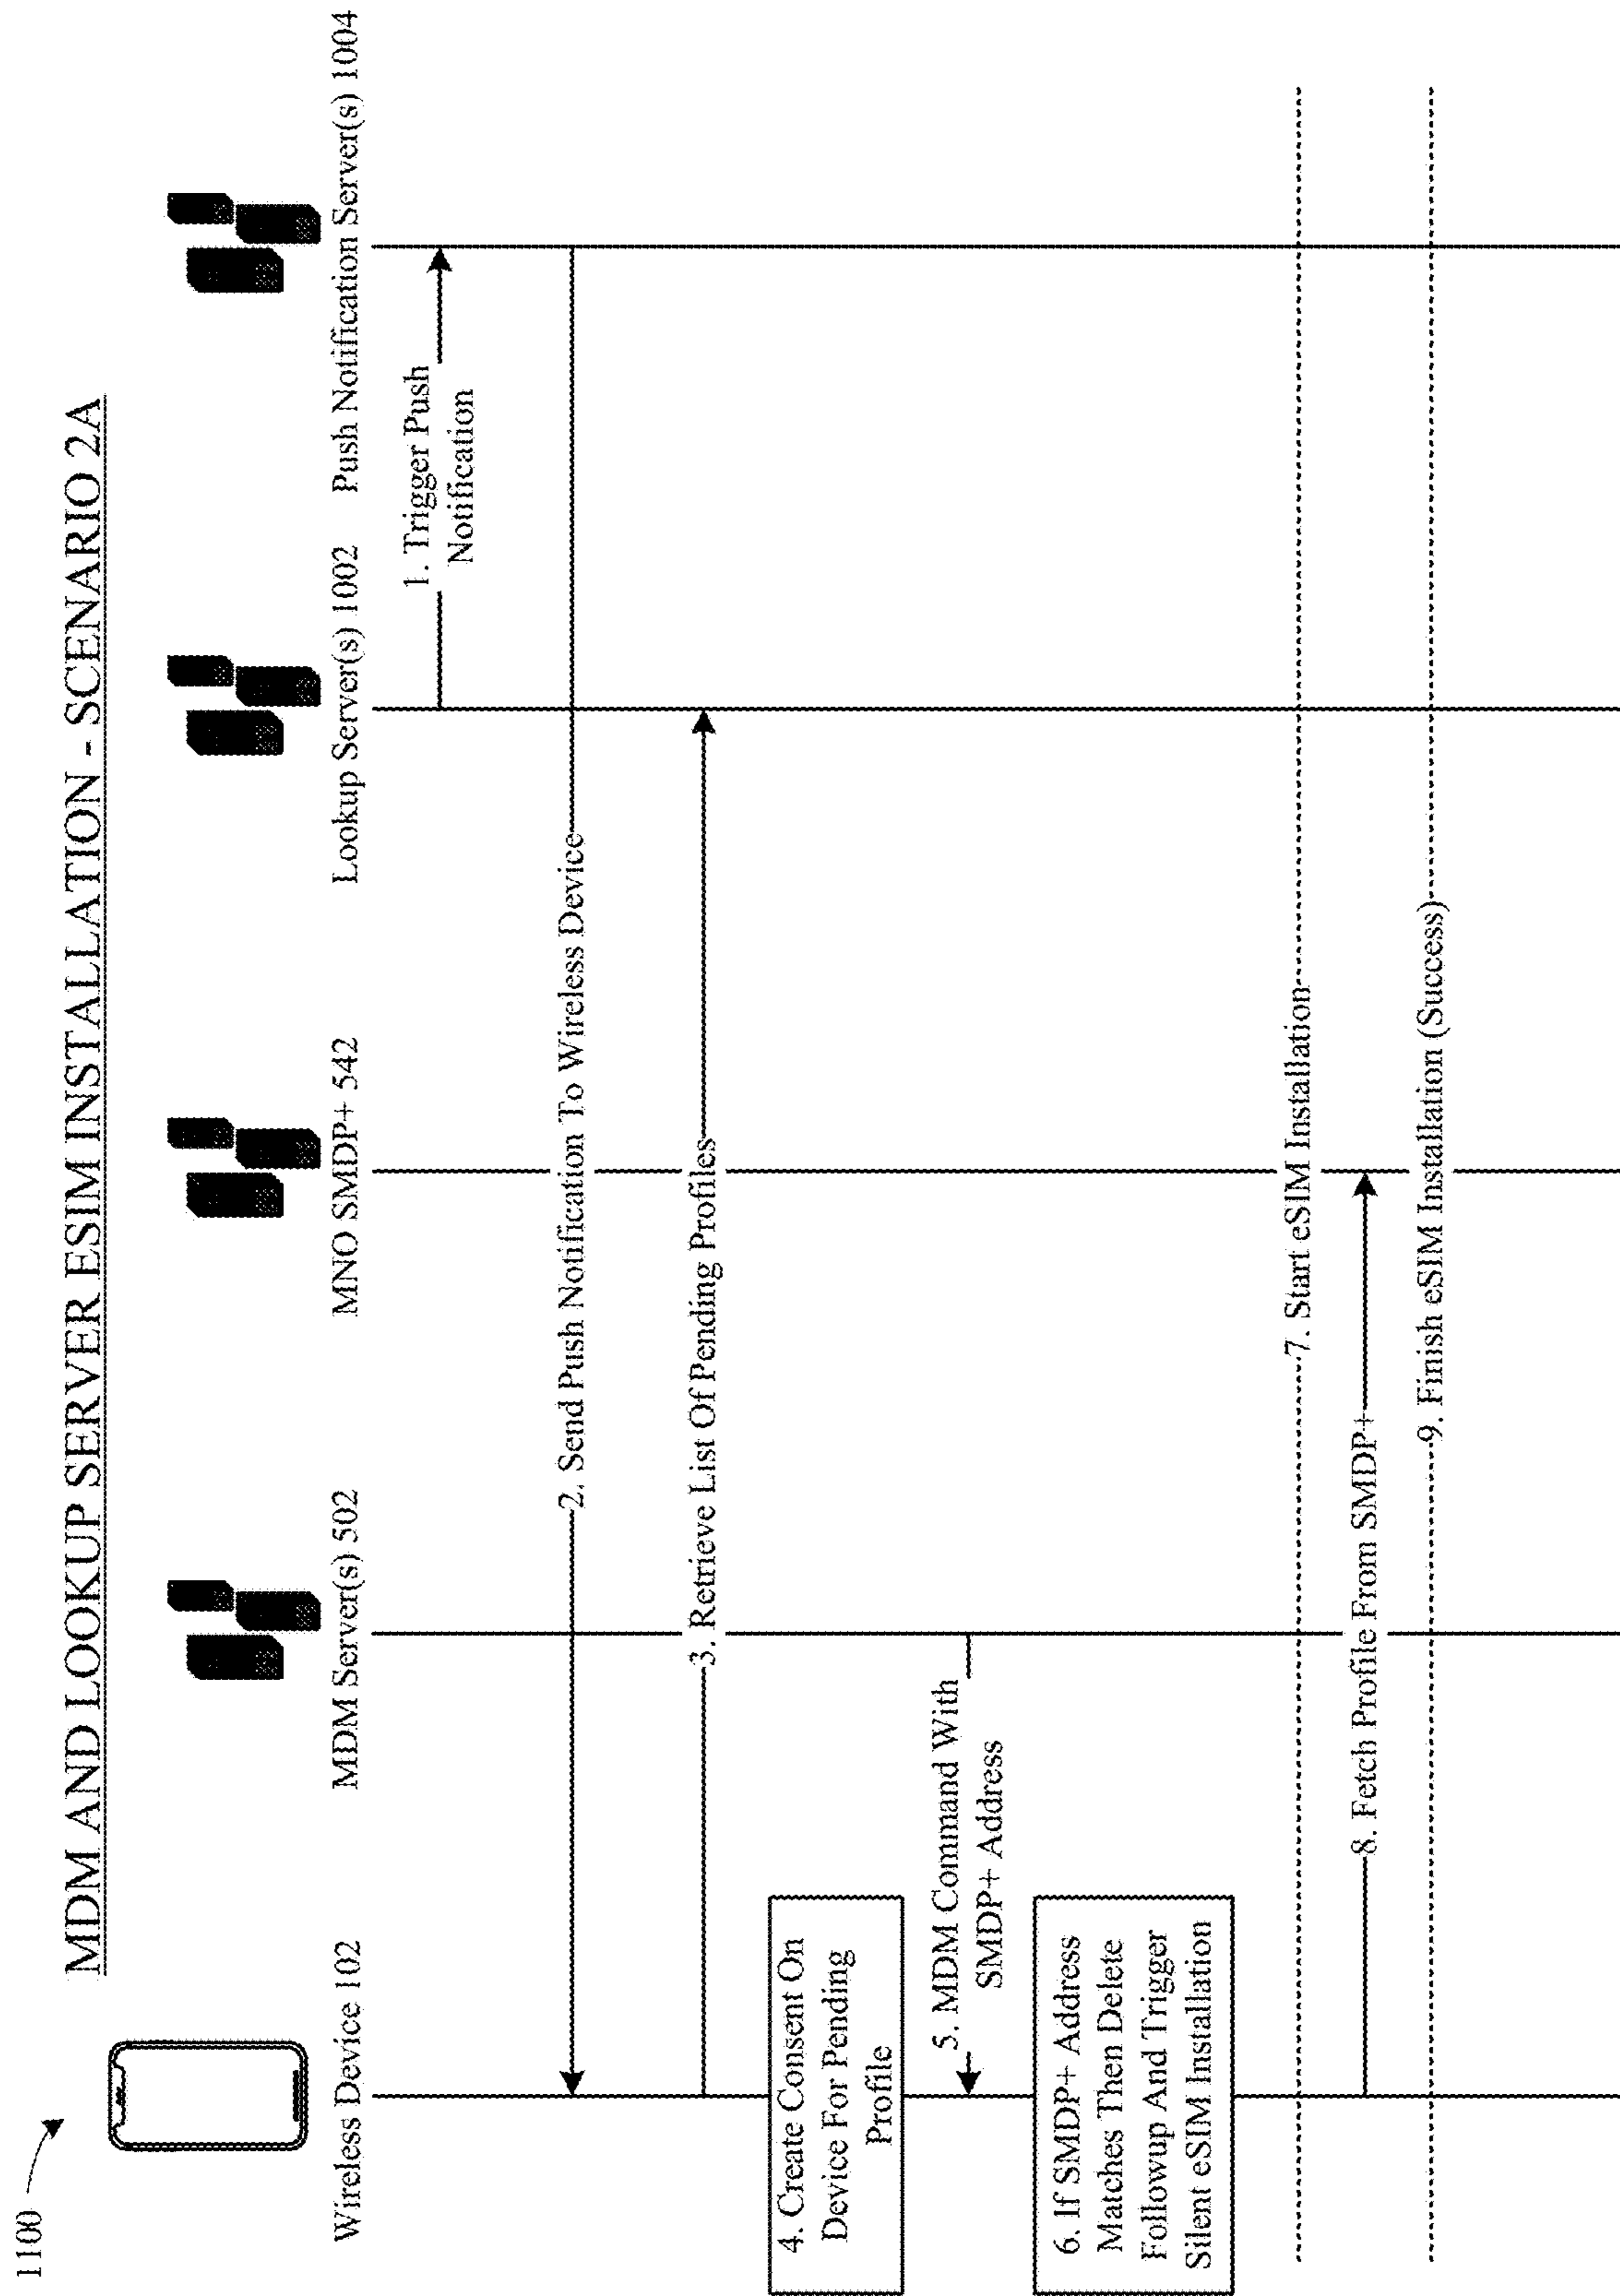 1100
MDM AND LOOKUP SERVER ESIM INSTALLATION - SCENARIO 2A
Wireless Device 102
MDM Server(s) 502
MNO SMDP+ 542
Lookup Server(s) 1002
Push Notification Server(s) 1004
1. Trigger Push
Notification
2. Send Push Notification To Wireless Device
3. Retrieve List Of Pending Profiles
4. Create Consent On
Device For Pending
Profile
5. MDM Command With
SMDP+ Address
6. If SMDP+ Address
Matches Then Delete
Followup And Trigger
Silent eSIM Installation
7. Start eSIM Installation
8. Fetch Profile From SMDP+
9. Finish eSIM Installation (Success)